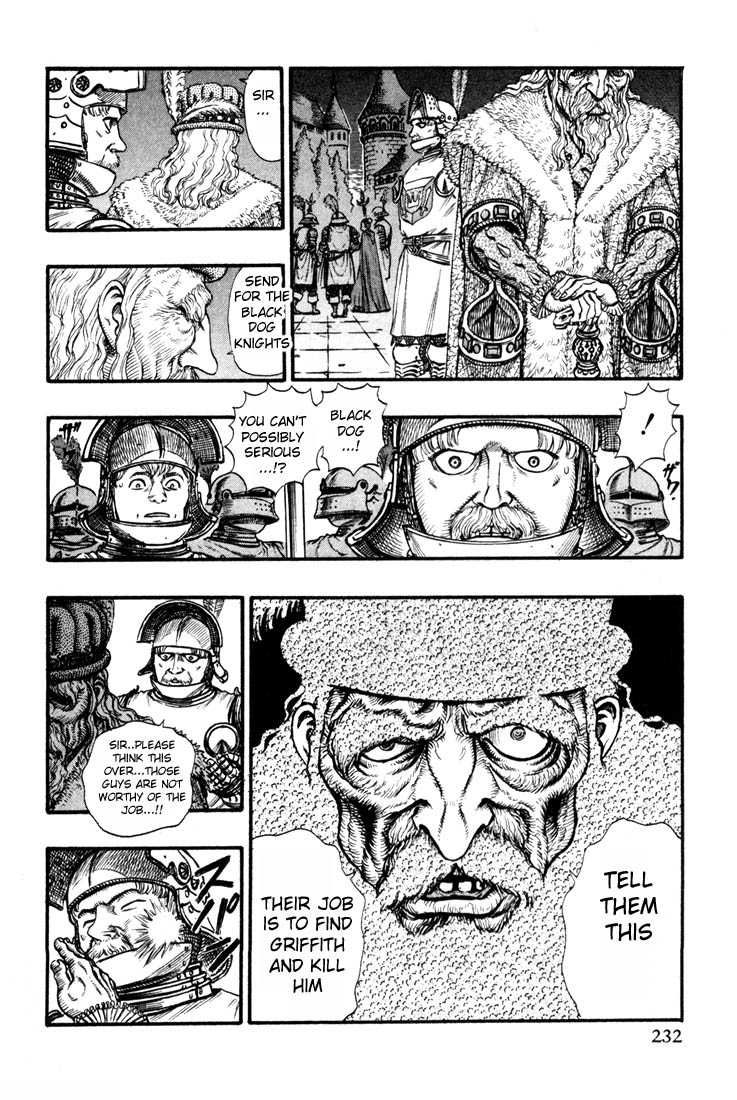 SIR
...
SEND
FOR THE
BLACK
DOG
KNIGHTS
!
BLACK
DOG
...!
YOU CAN'T
POSSIBLY
SERIOUS
...!?
TELL
THEM
THIS
THEIR JOB
IS TO FIND
GRIFFITH
AND KILL
HIM
SIR..PLEASE
THINK THIS
OVER...THOSE
GUYS ARE NOT
WORTHY OF THE
JOB...!!
232